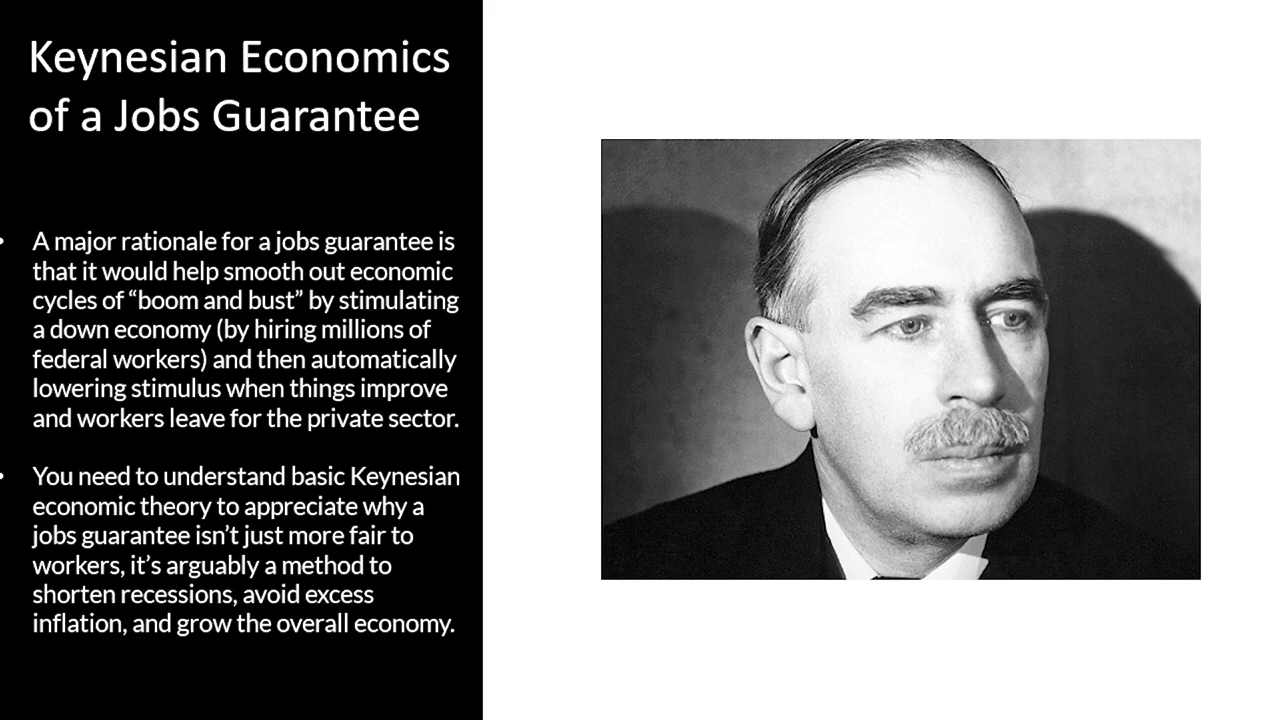 Keynesian Economics
of a Jobs Guarantee
• A major rationale for a jobs guarantee is
that it would help smooth out economic
cycles of “boom and bust” by stimulating
a down economy (by hiring millions of
federal workers) and then automatically
lowering stimulus when things improve
and workers leave for the private sector.
• You need to understand basic Keynesian
economic theory to appreciate why a
jobs guarantee isn’t just more fair to
workers, it’s arguably a method to
shorten recessions, avoid excess
inflation, and grow the overall economy.